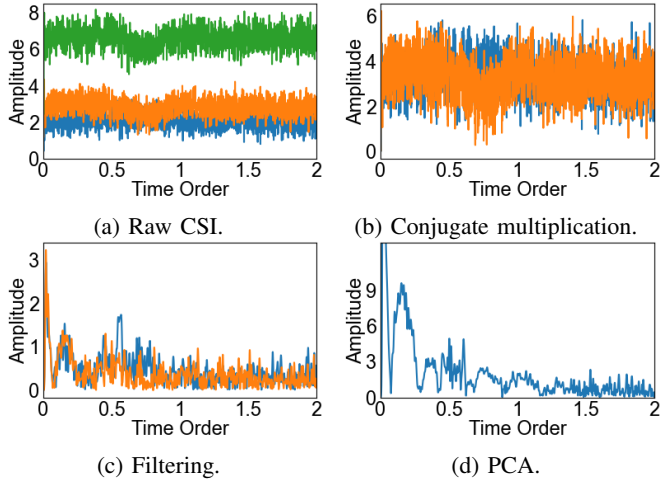 8
6
4
2
0
Amplitude
0 0.5 1 1.5 2
Time Order
(a) Raw CSI.
6
4
2
0
Amplitude
0 0.5 1 1.5 2
Time Order
(b) Conjugate multiplication.
3
2
1
0
Amplitude
0 0.5 1 1.5 2
Time Order
(c) Filtering.
9
6
3
0
Amplitude
0 0.5 1 1.5 2
Time Order
(d) PCA.